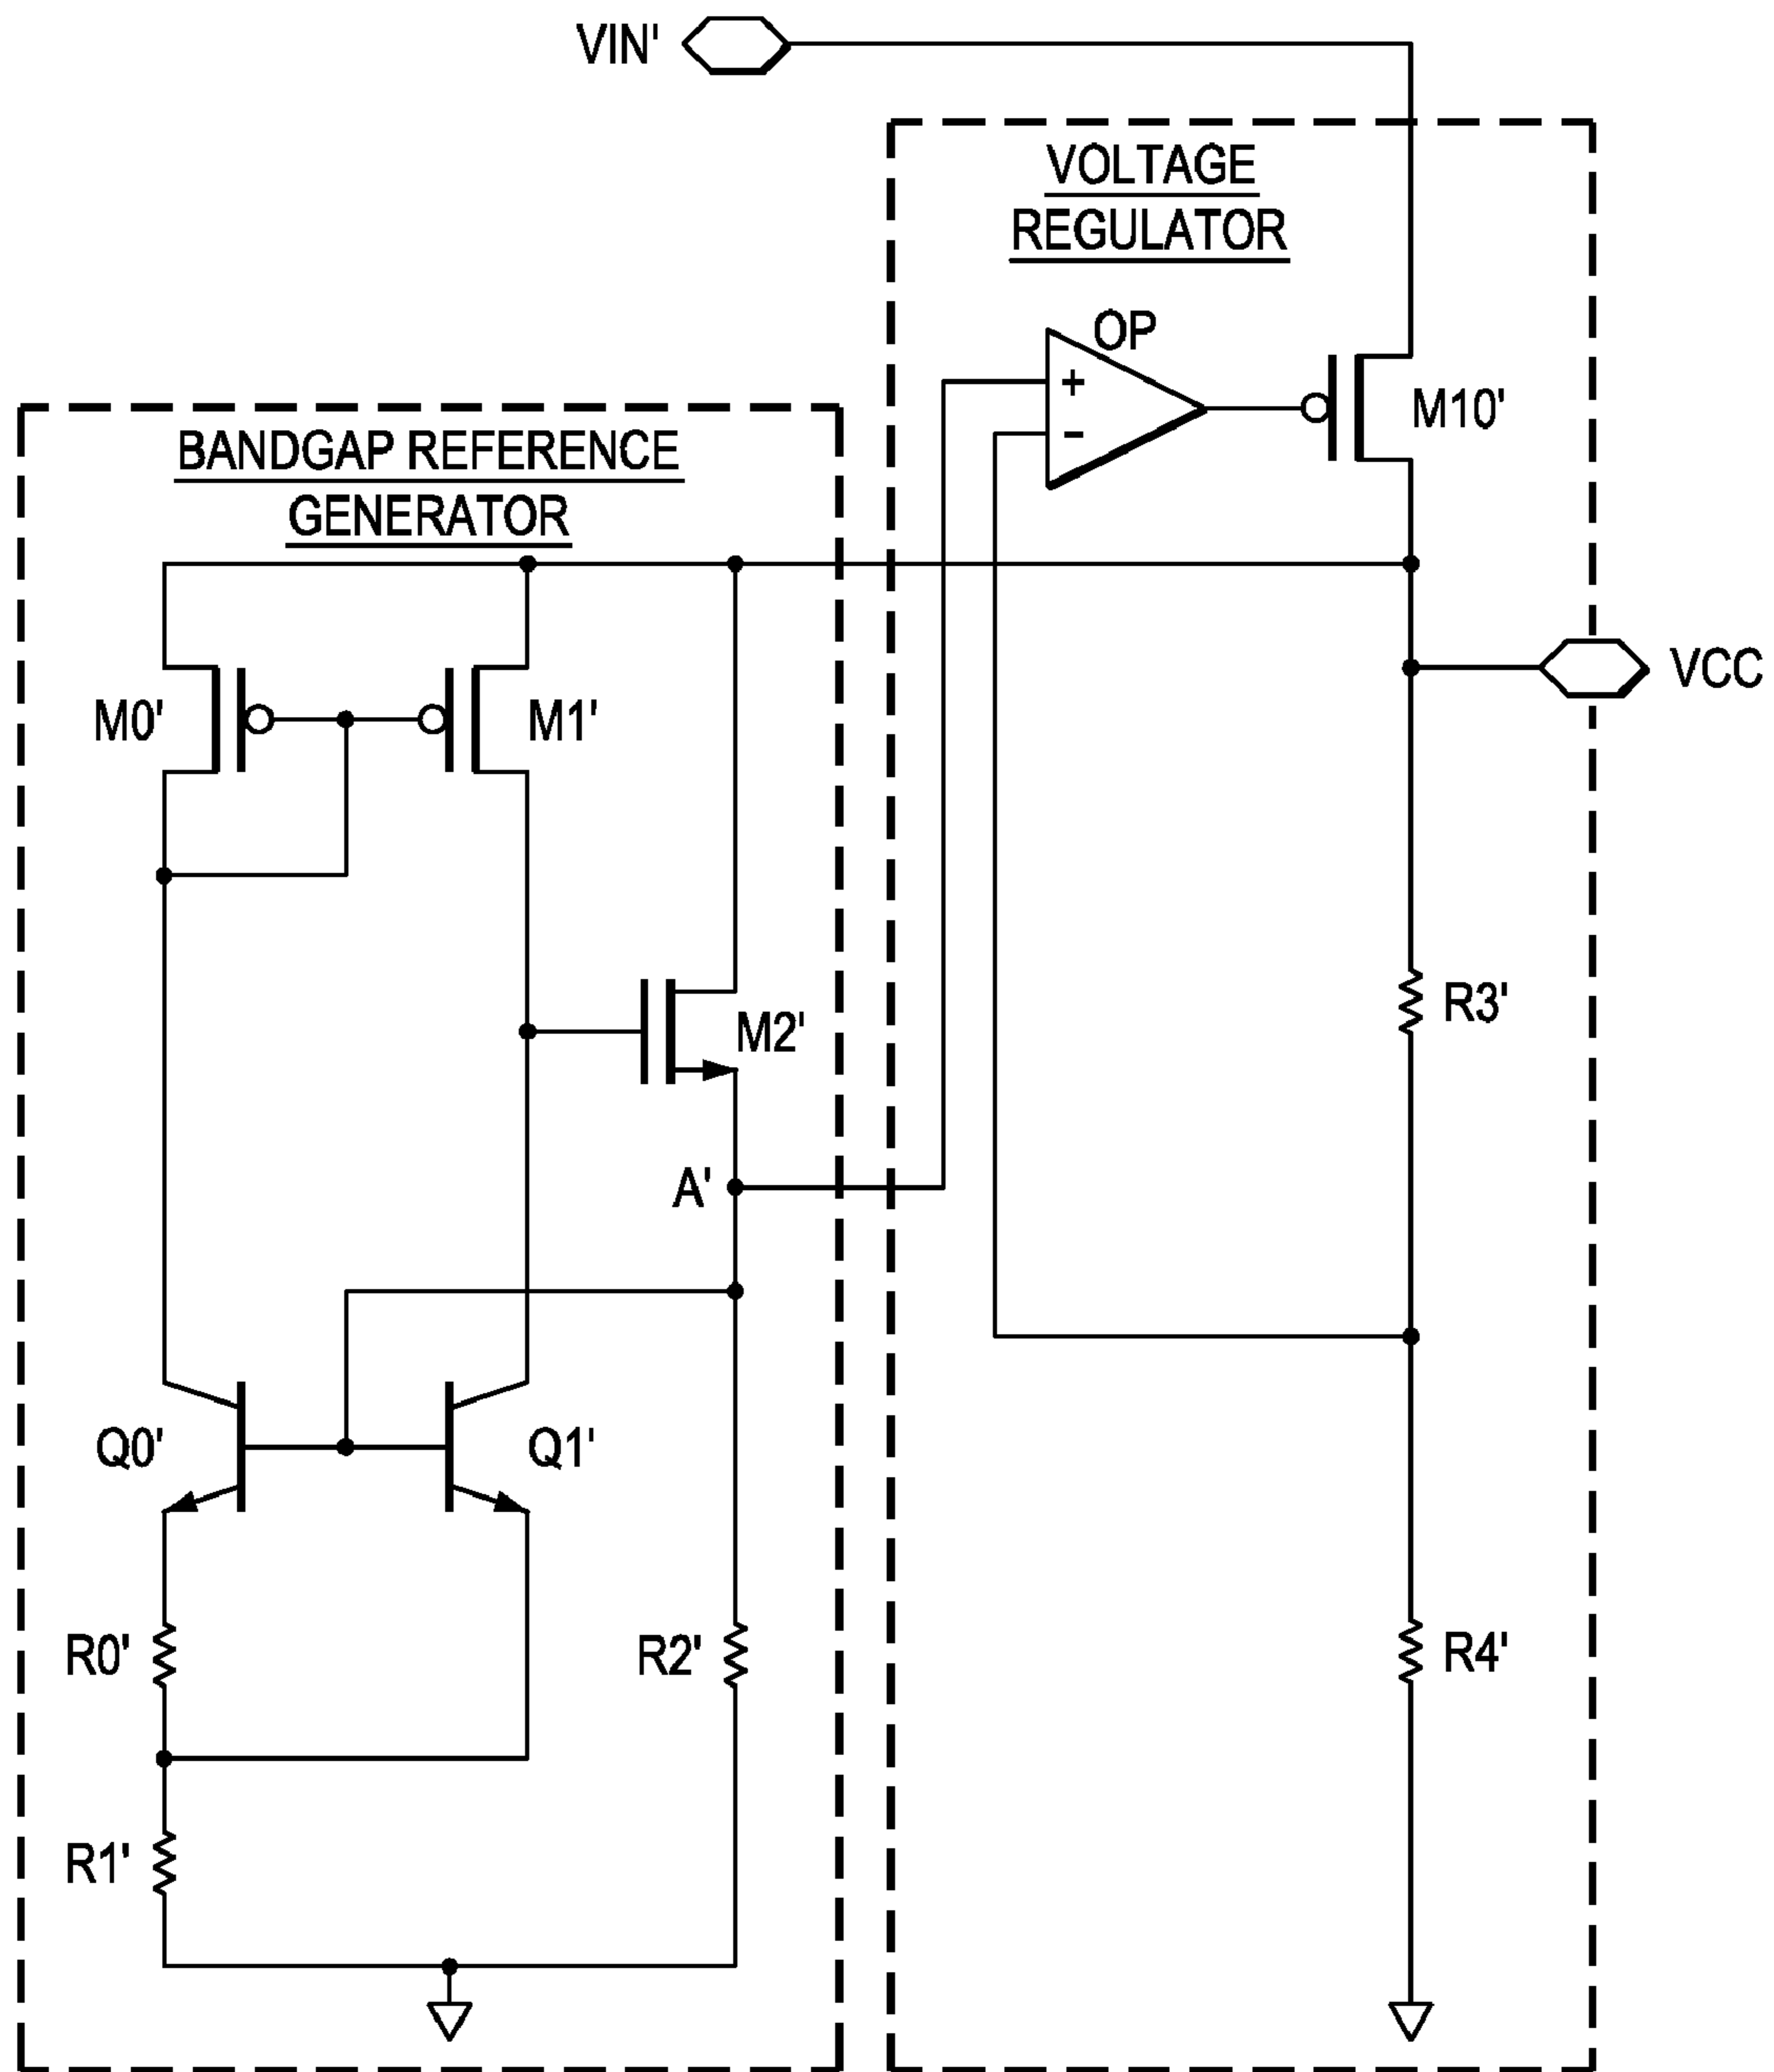 VIN'
VOLTAGE
REGULATOR
OP
+
-
M10'
BANDGAP REFERENCE
GENERATOR
VCC
M0'
M1'
R3'
M2'
A'
Q0'
Q1'
R0'
R2'
R4'
R1'